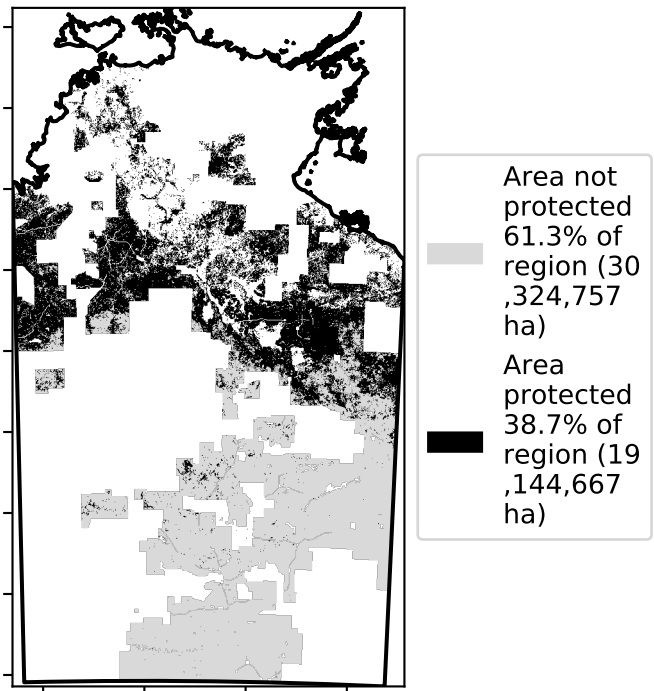 Area not
protected
61.3% of
region (30
,324,757
ha)
Area
protected
38.7% of
region (19
,144,667
ha)